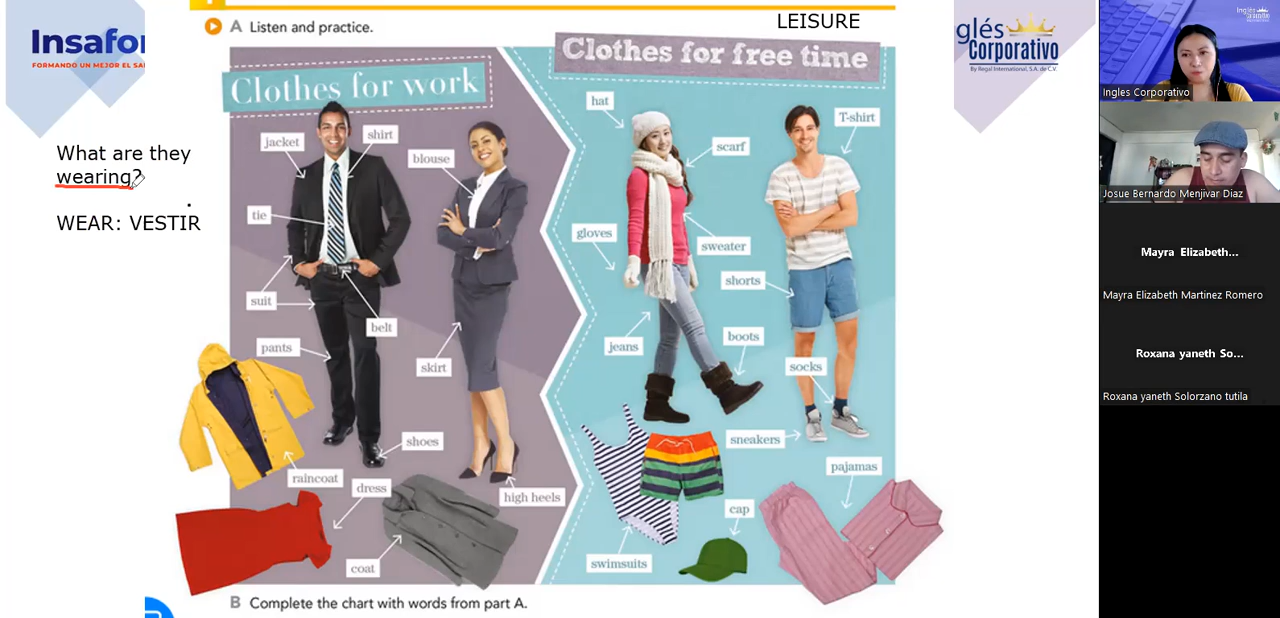 Insafo
FORMANDO UN MEJOR EL SA
A Listen and practice.
LEISURE
glés
Corporativo
By Regal International, S.A. de C.V.
What are they
wearing?
WEAR: VESTIR
Clothes for work
jacket
shirt
blouse
tie
suit
belt
pants
skirt
shoes
raincoat
dress
high heels
coat
Clothes for free time
hat
T-shirt
scarf
gloves
sweater
shorts
jeans
boots
socks
sneakers
pajamas
cap
swimsuits
B Complete the chart with words from part A.
Ingles Corporativo
Josue Bernardo Menjivar Diaz
Mayra Elizabeth...
Mayra Elizabeth Martinez Romero
Roxana yaneth So...
Roxana yaneth Solorzano tutila